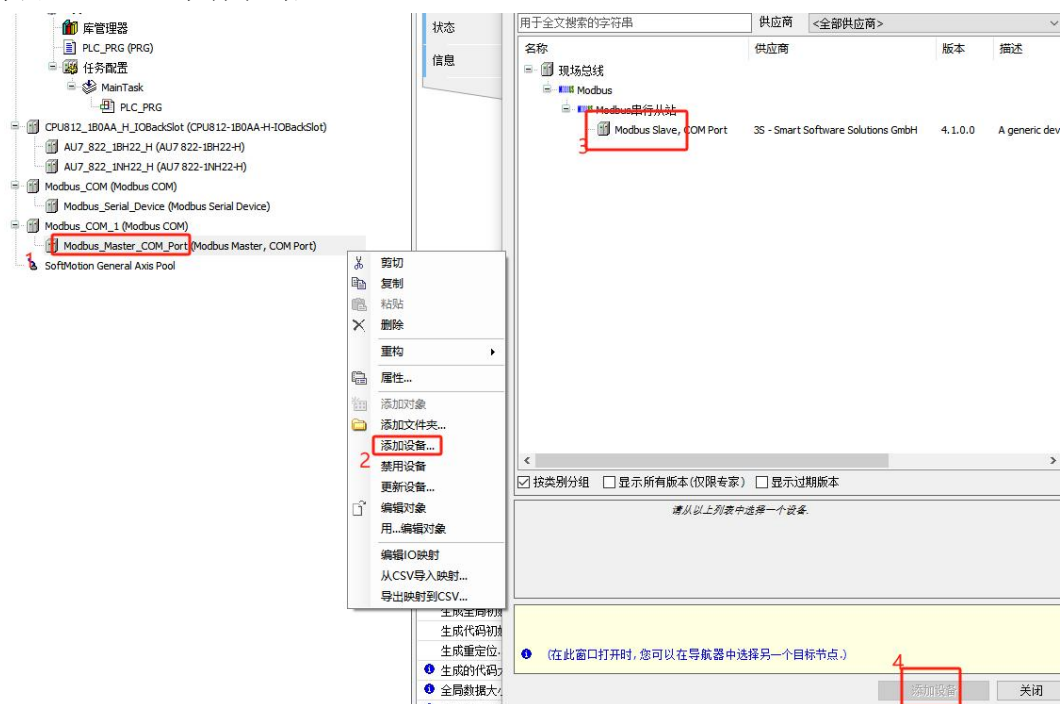 库管理器
PLC_PRG (PRG)
任务配置
MainTask
PLC_PRG
CPU812_1B0AA_H_IOBackSlot (CPU812-1B0AA-H-IOBackSlot)
AU7_822_1BH22_H (AU7 822-1BH22-H)
AU7_822_1NH22_H (AU7 822-1NH22-H)
Modbus_COM (Modbus COM)
Modbus_Serial_Device (Modbus Serial Device)
Modbus_COM_1 (Modbus COM)
Modbus_Master_COM_Port (Modbus Master, COM Port)
1
SoftMotion General Axis Pool
剪切
复制
粘贴
删除
重构
属性...
添加对象
添加文件夹...
添加设备...
2
禁用设备
更新设备...
编辑对象
用...编辑对象
编辑IO映射
从CSV导入映射...
导出映射到CSV...
状态
信息
生成代码初
生成重定位.
生成的代码
全局数据大
用于全文搜索的字符串
供应商 <全部供应商>
名称 供应商 版本 描述
现场总线
Modbus
Modbus串行从站
Modbus Slave, COM Port 3S - Smart Software Solutions GmbH 4.1.0.0 A generic dev
3
按类别分组 显示所有版本(仅限专家) 显示过期版本
请从以上列表中选择一个设备.
(在此窗口打开时, 您可以在导航器中选择另一个目标节点.)
4
添加设备 关闭